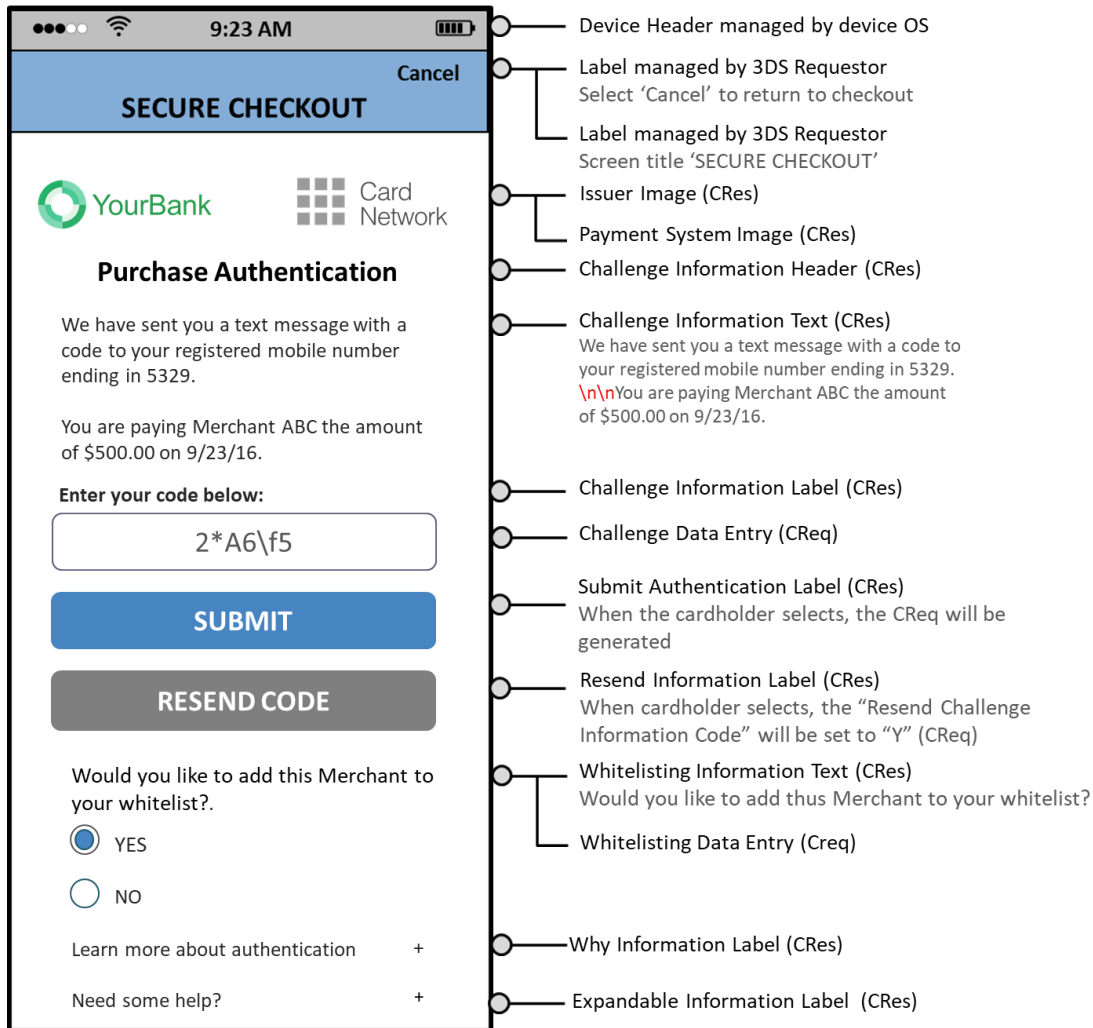 9:23 AM
Cancel
SECURE CHECKOUT
YourBank
Card
Network
Purchase Authentication
We have sent you a text message with a
code to your registered mobile number
ending in 5329.
You are paying Merchant ABC the amount
of $500.00 on 9/23/16.
Enter your code below:
2*A6\f5
SUBMIT
RESEND CODE
Would you like to add this Merchant to
your whitelist?.
YES
NO
Learn more about authentication +
Need some help? +
Device Header managed by device OS
Label managed by 3DS Requestor
Select ‘Cancel’ to return to checkout
Label managed by 3DS Requestor
Screen title ‘SECURE CHECKOUT’
Issuer Image (CRes)
Payment System Image (CRes)
Challenge Information Header (CRes)
Challenge Information Text (CRes)
We have sent you a text message with a code to
your registered mobile number ending in 5329.
\n\nYou are paying Merchant ABC the amount
of $500.00 on 9/23/16.
Challenge Information Label (CRes)
Challenge Data Entry (CReq)
Submit Authentication Label (CRes)
When the cardholder selects, the CReq will be
generated
Resend Information Label (CRes)
When cardholder selects, the “Resend Challenge
Information Code” will be set to “Y” (CReq)
Whitelisting Information Text (CRes)
Would you like to add thus Merchant to your whitelist?
Whitelisting Data Entry (Creq)
Why Information Label (CRes)
Expandable Information Label (CRes)